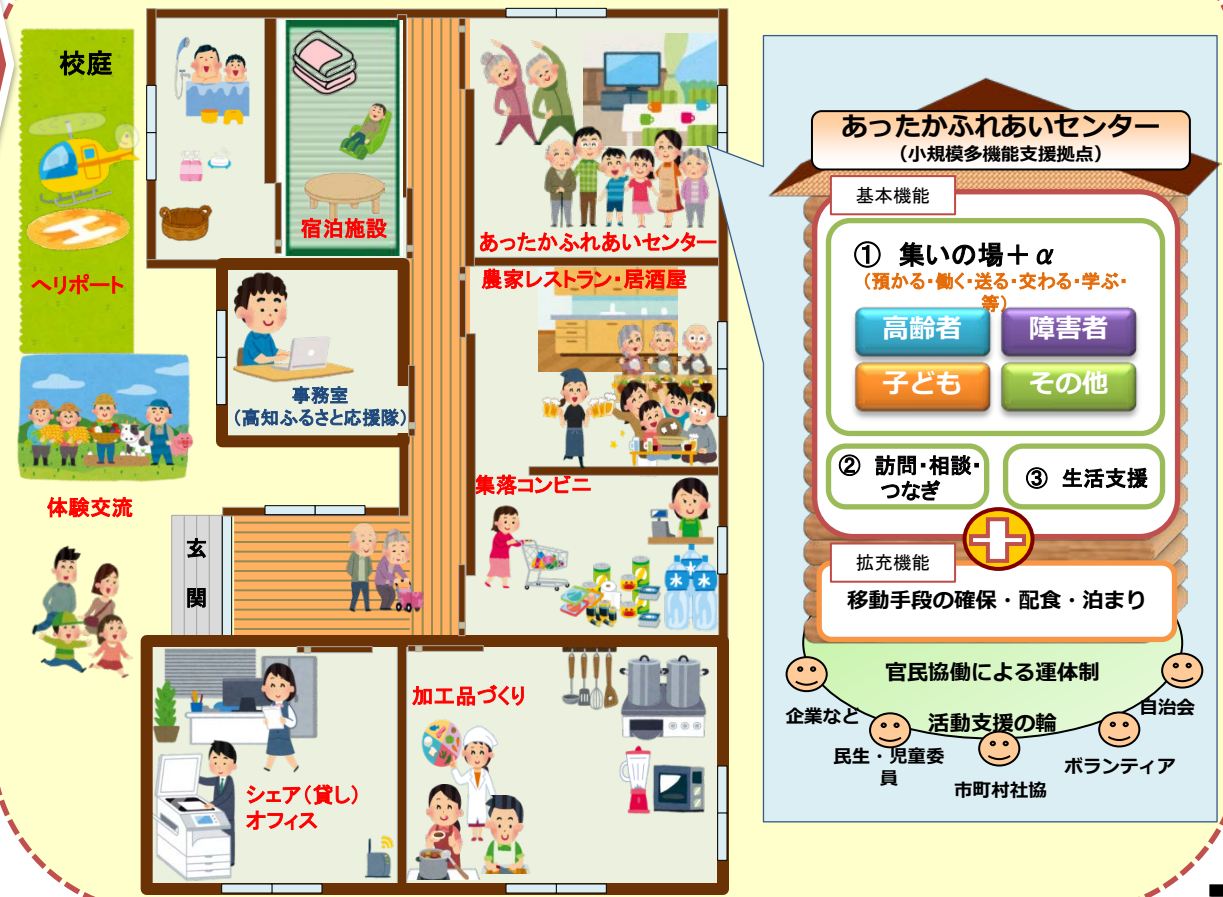 校庭
ヘリポート
体験交流
宿泊施設
あったかふれあいセンター
農家レストラン・居酒屋
事務室
（高知ふるさと応援隊）
集落コンビニ
水
水
水
玄
関
シェア（貸し）
オフィス
加工品づくり
あったかふれあいセンター
（小規模多機能支援拠点）
基本機能
① 集いの場＋α
（預かる・働く・送る・交わる・学ぶ・
等）
高齢者
障害者
子ども
その他
② 訪問・相談・
つなぎ
③ 生活支援
拡充機能
移動手段の確保・配食・泊まり
官民協働による運体制
活動支援の輪
企業など
民生・児童委
員
市町村社協
ボランティア
自治会